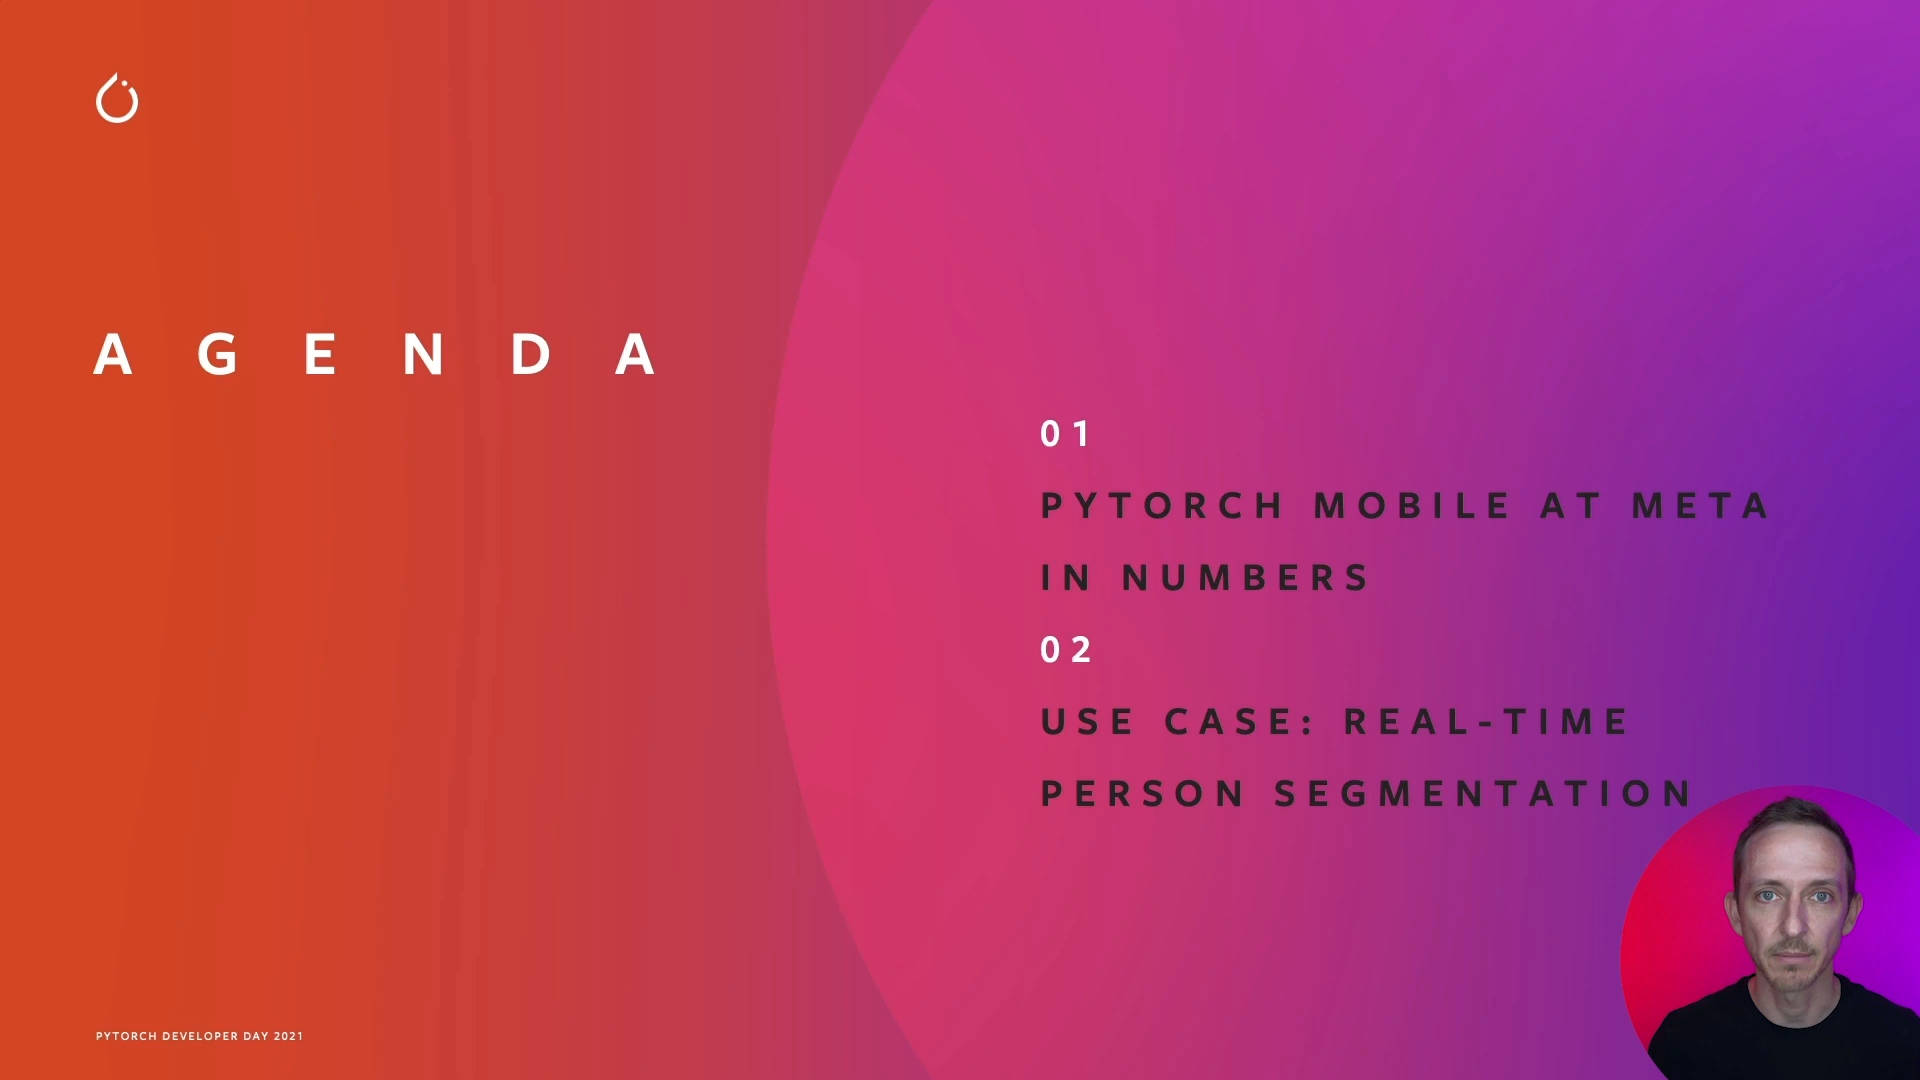 AGENDA
01
PYTORCH MOBILE AT META
IN NUMBERS
02
USE CASE: REAL-TIME
PERSON SEGMENTATION
PYTORCH DEVELOPER DAY 2021